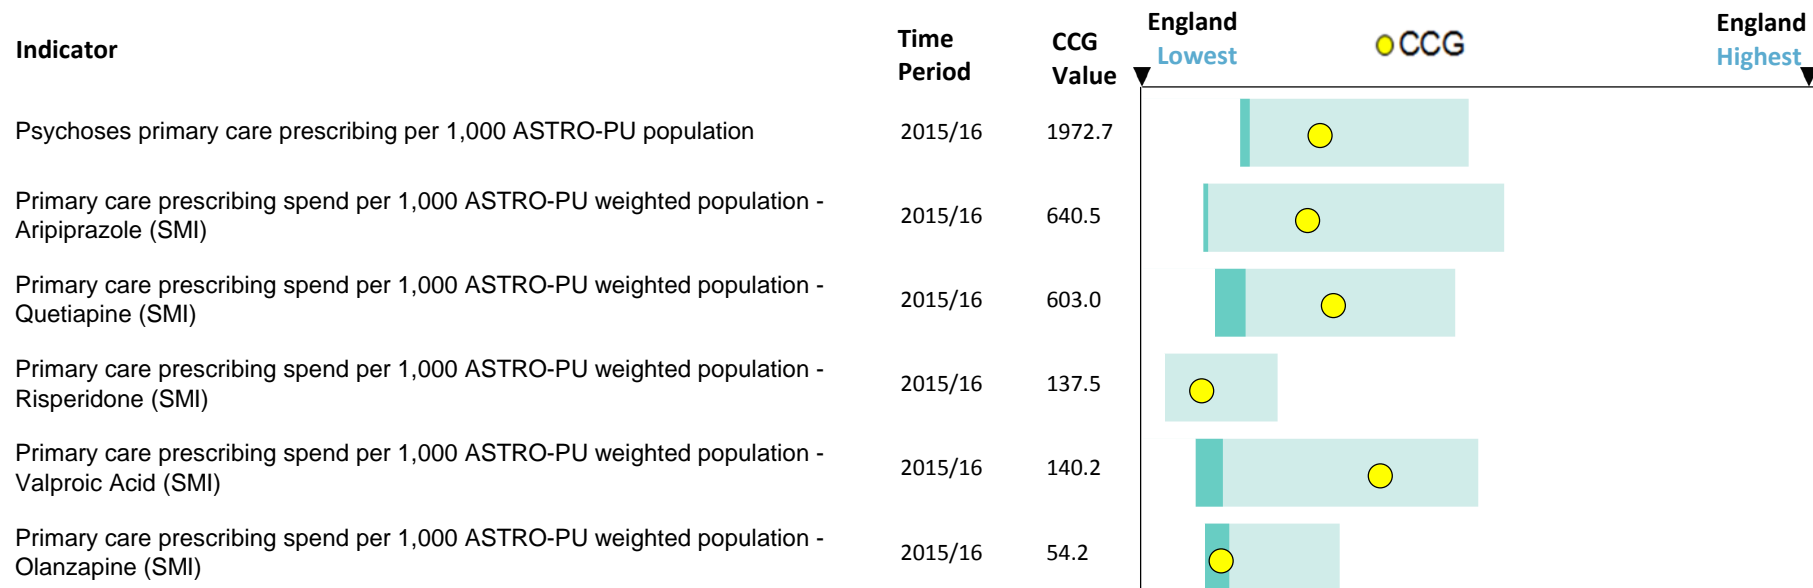 Indicator
Time Period
CCG Value
England Lowest
CCG
England Highest
Psychoses primary care prescribing per 1,000 ASTRO-PU population 2015/16 1972.7
Primary care prescribing spend per 1,000 ASTRO-PU weighted population -
Aripiprazole (SMI) 2015/16 640.5
Primary care prescribing spend per 1,000 ASTRO-PU weighted population -
Quetiapine (SMI) 2015/16 603.0
Primary care prescribing spend per 1,000 ASTRO-PU weighted population -
Risperidone (SMI) 2015/16 137.5
Primary care prescribing spend per 1,000 ASTRO-PU weighted population -
Valproic Acid (SMI) 2015/16 140.2
Primary care prescribing spend per 1,000 ASTRO-PU weighted population -
Olanzapine (SMI) 2015/16 54.2